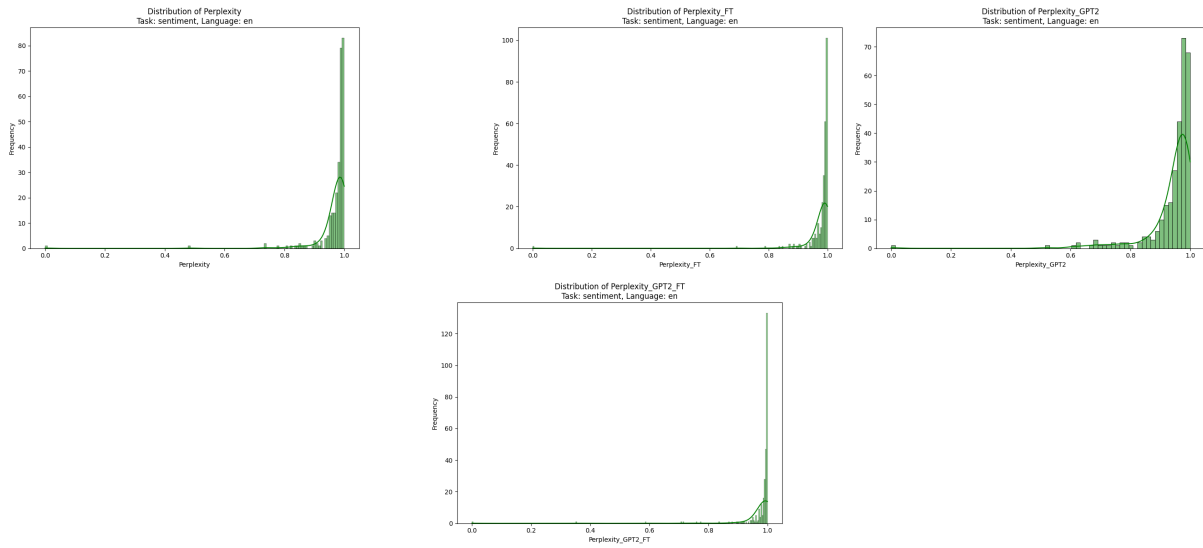 Distribution of Perplexity
Task: sentiment, Language: en
80
70
60
50
40
30
20
10
0
Frequency
0.0 0.2 0.4 0.6 0.8 1.0
Perplexity
Distribution of Perplexity_FT
Task: sentiment, Language: en
100
80
60
40
20
0
Frequency
0.0 0.2 0.4 0.6 0.8 1.0
Perplexity_FT
Distribution of Perplexity_GPT2
Task: sentiment, Language: en
70
60
50
40
30
20
10
0
Frequency
0.0 0.2 0.4 0.6 0.8 1.0
Perplexity_GPT2
Distribution of Perplexity_GPT2_FT
Task: sentiment, Language: en
120
100
80
60
40
20
0
Frequency
0.0 0.2 0.4 0.6 0.8 1.0
Perplexity_GPT2_FT